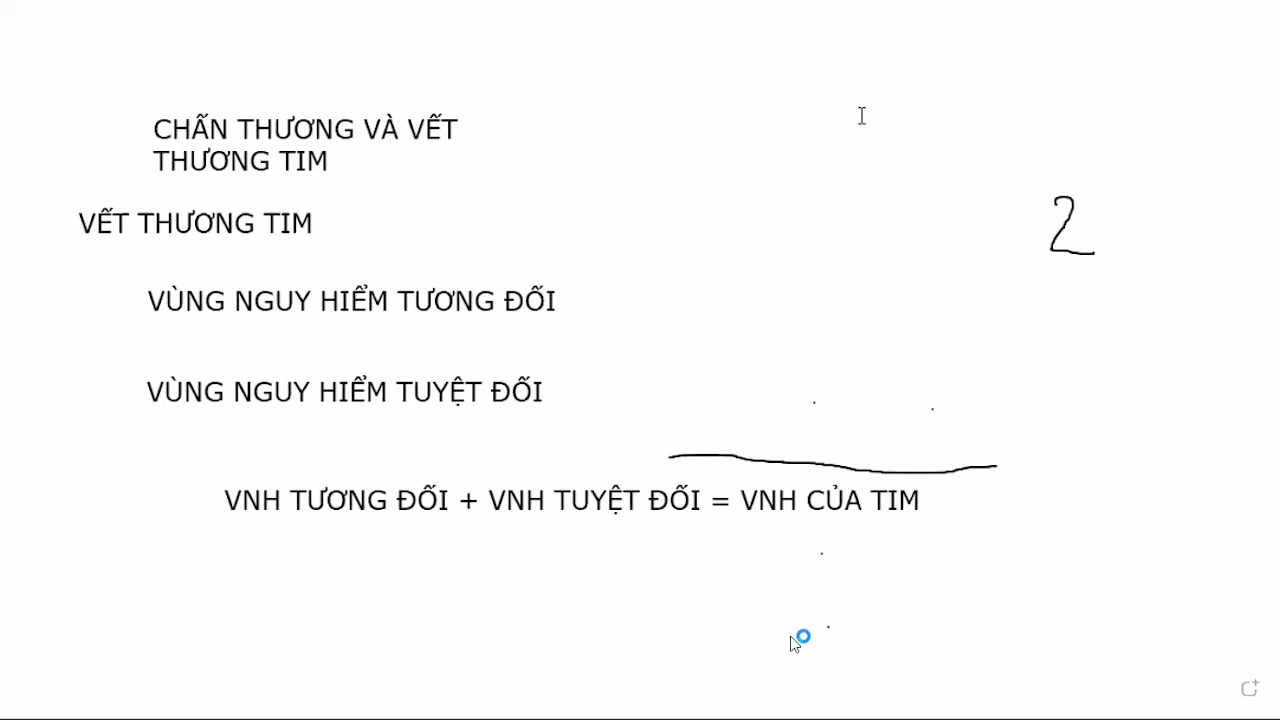 CHẤN THƯƠNG VÀ VẾT
THƯƠNG TIM
VẾT THƯƠNG TIM
2
VÙNG NGUY HIỂM TƯƠNG ĐỐI
VÙNG NGUY HIỂM TUYỆT ĐỐI
VNH TƯƠNG ĐỐI + VNH TUYỆT ĐỐI = VNH CỦA TIM